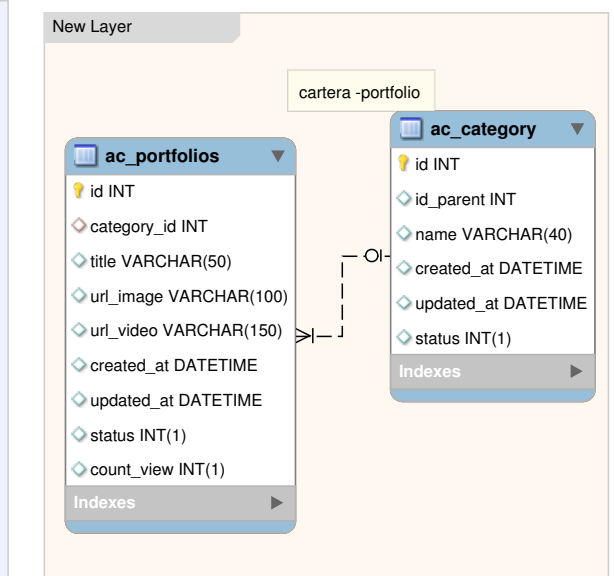 New Layer
cartera -portfolio
ac_portfolios
id INT
category_id INT
title VARCHAR(50)
url_image VARCHAR(100)
url_video VARCHAR(150)
created_at DATETIME
updated_at DATETIME
status INT(1)
count_view INT(1)
Indexes
ac_category
id INT
id_parent INT
name VARCHAR(40)
created_at DATETIME
updated_at DATETIME
status INT(1)
Indexes